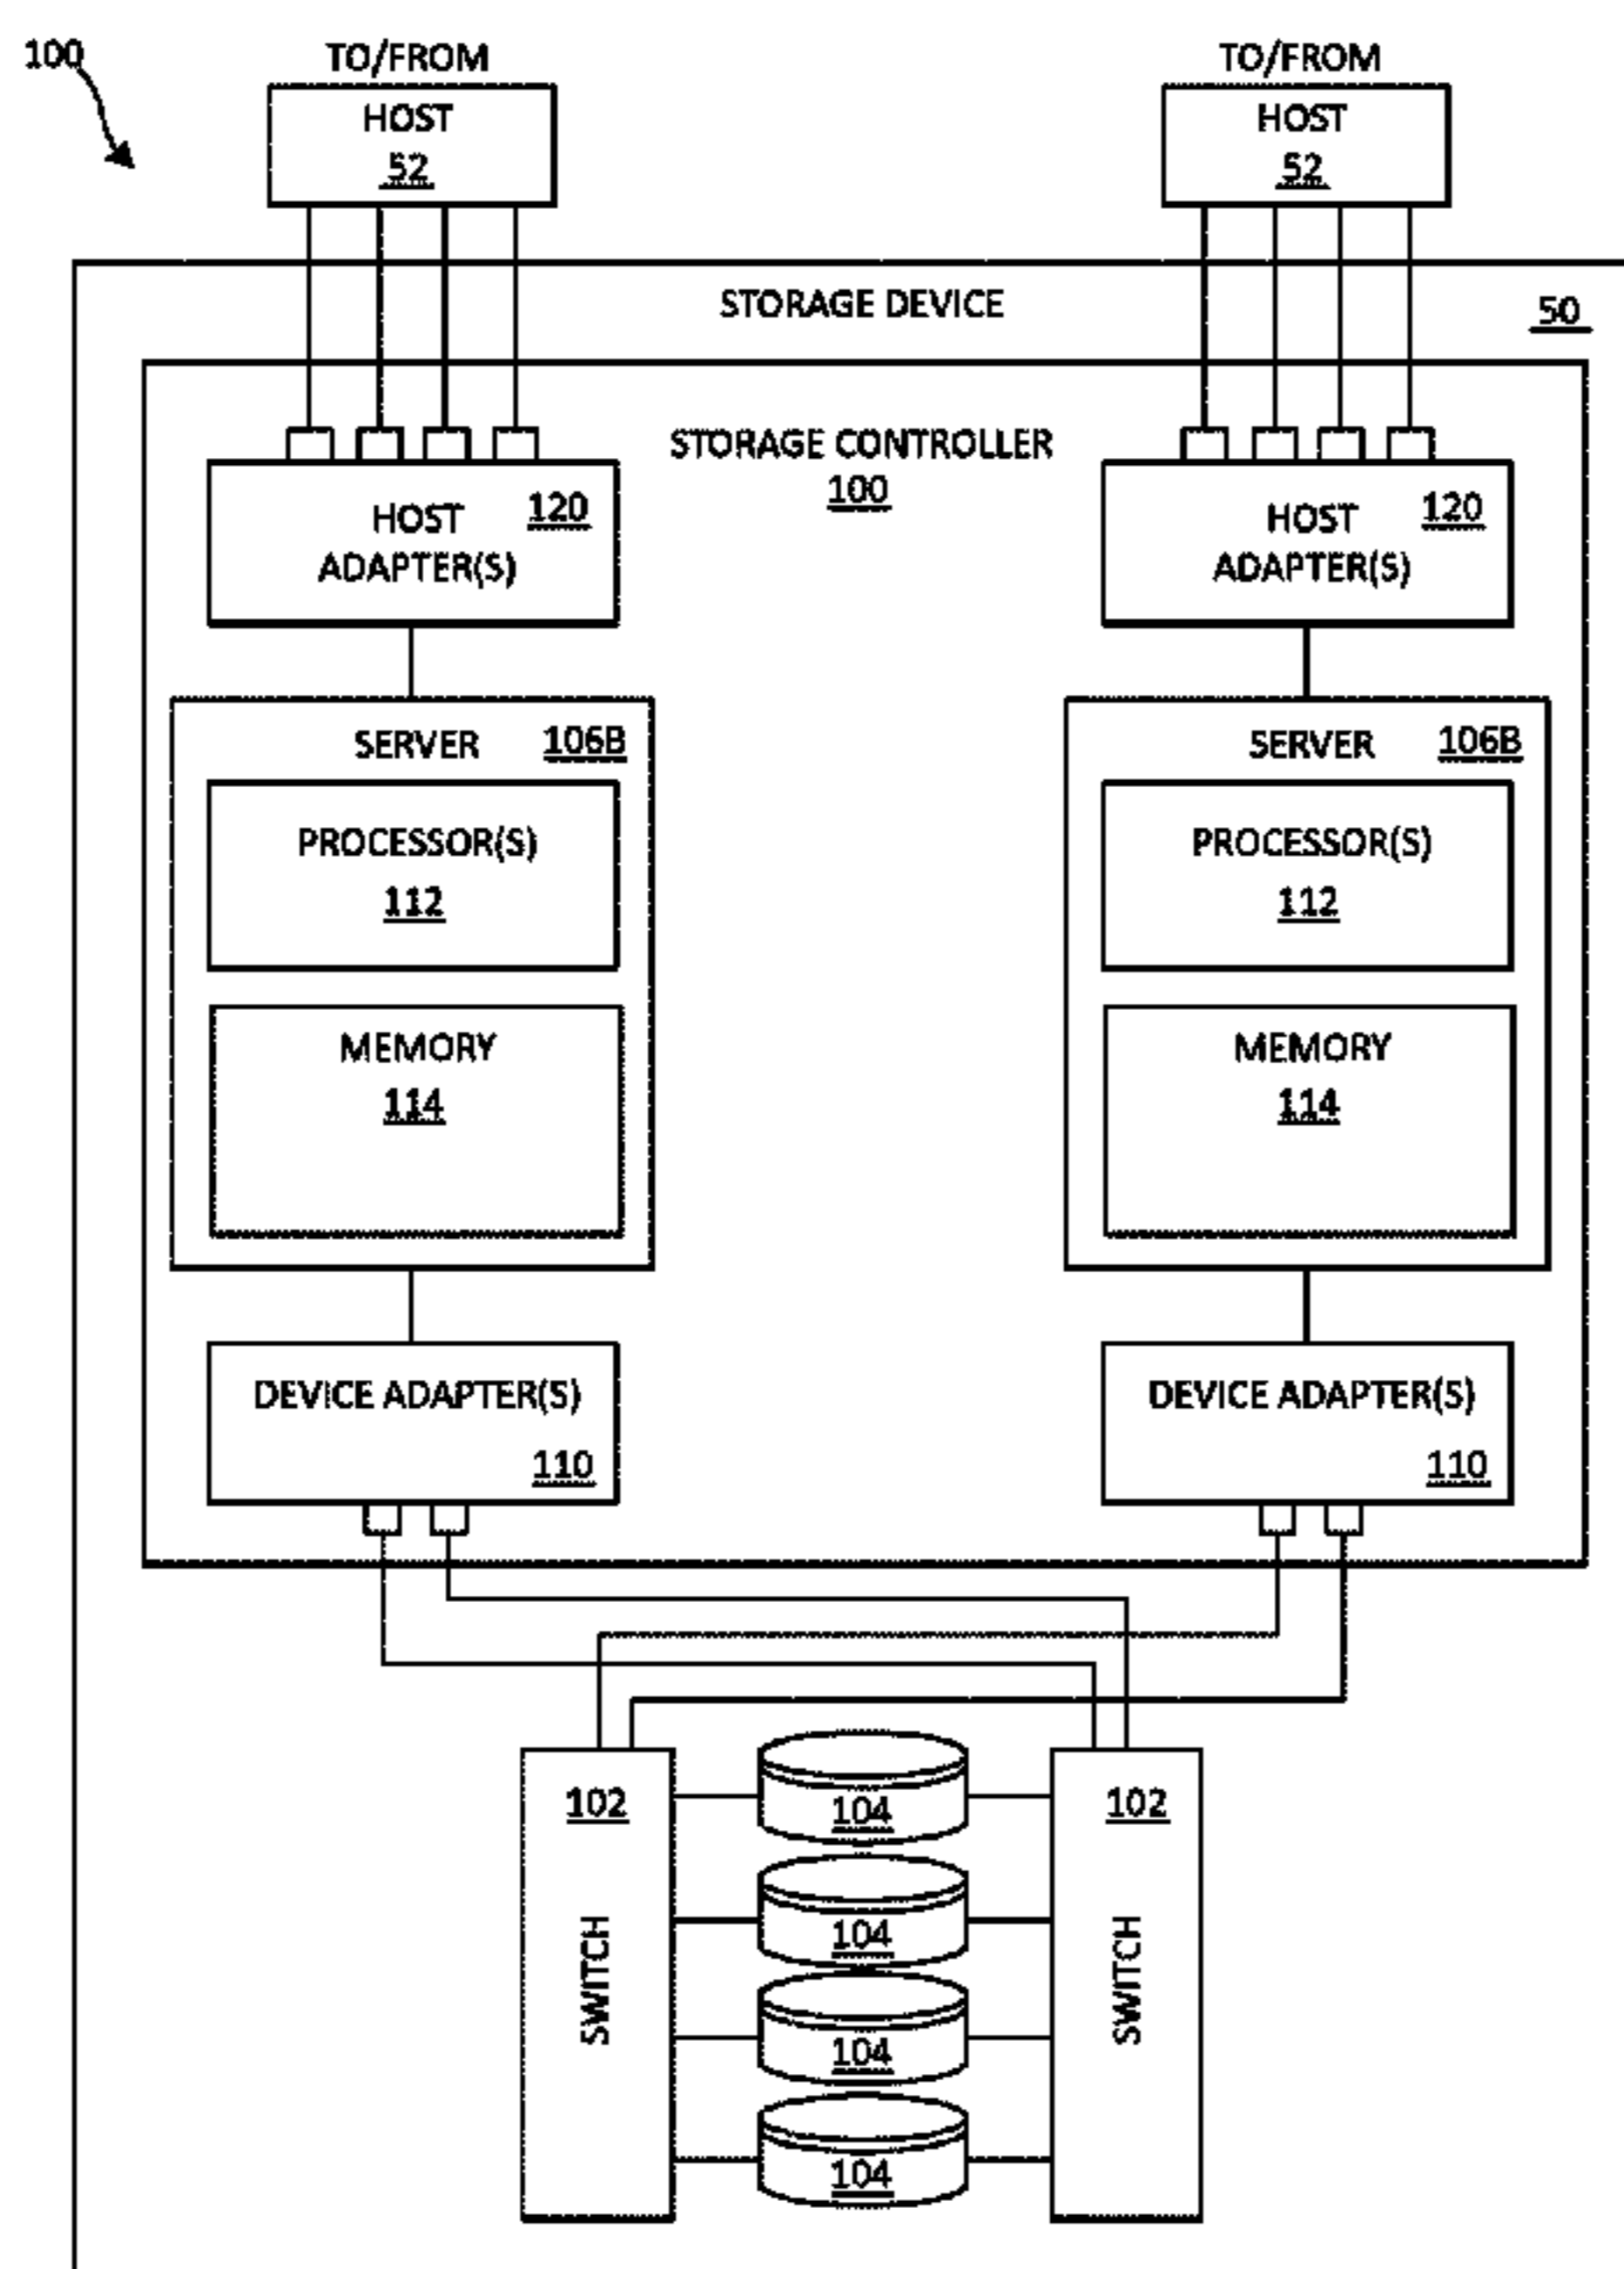 100
TO/FROM
TO/FROM
HOST
52
HOST
52
STORAGE DEVICE
50
STORAGE CONTROLLER
100
HOST
ADAPTER(S)
120
HOST
ADAPTER(S)
120
SERVER
106B
SERVER
106B
PROCESSOR(S)
112
PROCESSOR(S)
112
MEMORY
114
MEMORY
114
DEVICE ADAPTER(S)
110
DEVICE ADAPTER(S)
110
102
SWITCH
104
104
104
104
102
SWITCH